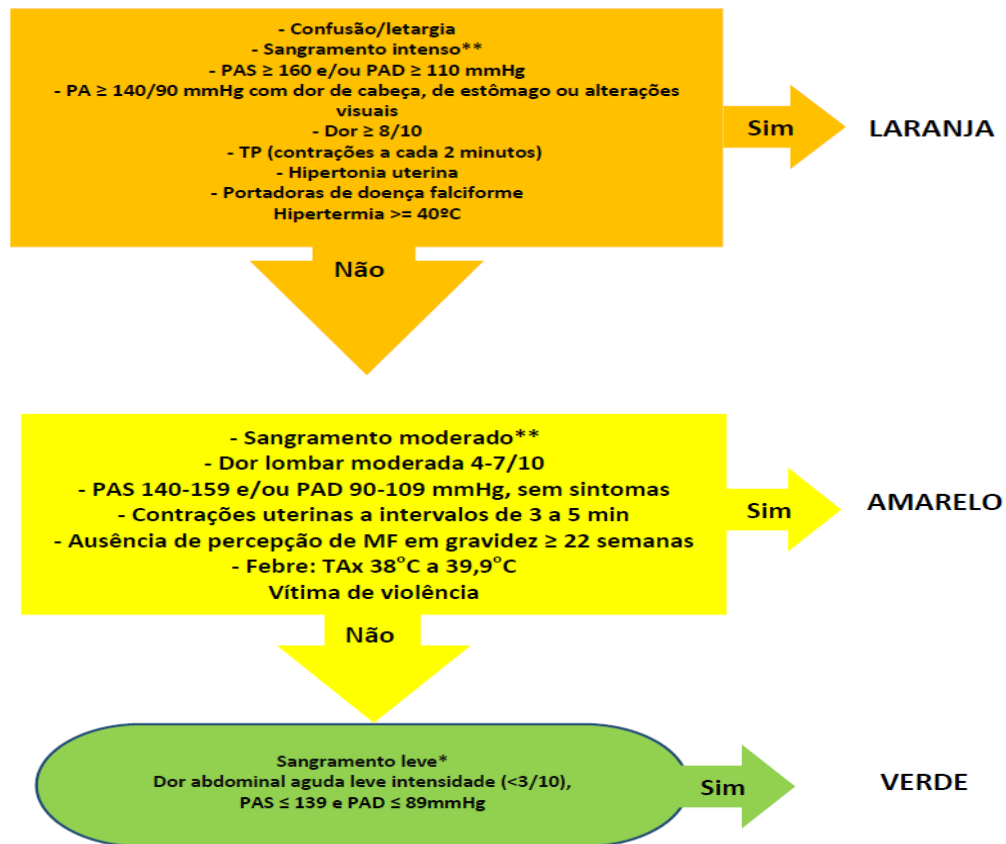 - Confusão/letargia
- Sangramento intenso**
- PAS ≥ 160 e/ou PAD ≥ 110 mmHg
- PA ≥ 140/90 mmHg com dor de cabeça, de estômago ou alterações
visuais
- Dor ≥ 8/10
- TP (contrações a cada 2 minutos)
- Hipertonia uterina
- Portadoras de doença falciforme
Hipertermia >= 40ºC
Sim
LARANJA
Não
- Sangramento moderado**
- Dor lombar moderada 4-7/10
- PAS 140-159 e/ou PAD 90-109 mmHg, sem sintomas
- Contrações uterinas a intervalos de 3 a 5 min
- Ausência de percepção de MF em gravidez ≥ 22 semanas
- Febre: TAx 38°C a 39,9°C
Vítima de violência
Sim
AMARELO
Não
Sangramento leve*
Dor abdominal aguda leve intensidade (<3/10),
PAS ≤ 139 e PAD ≤ 89mmHg
Sim
VERDE